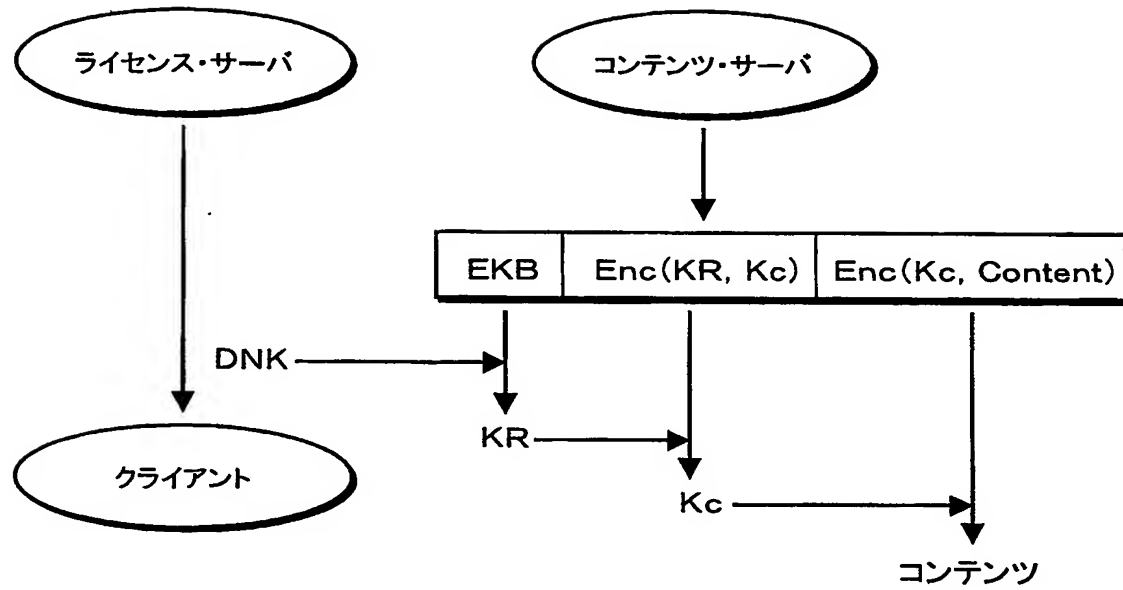 ライセンス・サーバ
コンテンツ・サーバ
EKB
Enc(KR, Kc)
Enc(Kc, Content)
DNK
KR
クライアント
Kc
コンテンツ